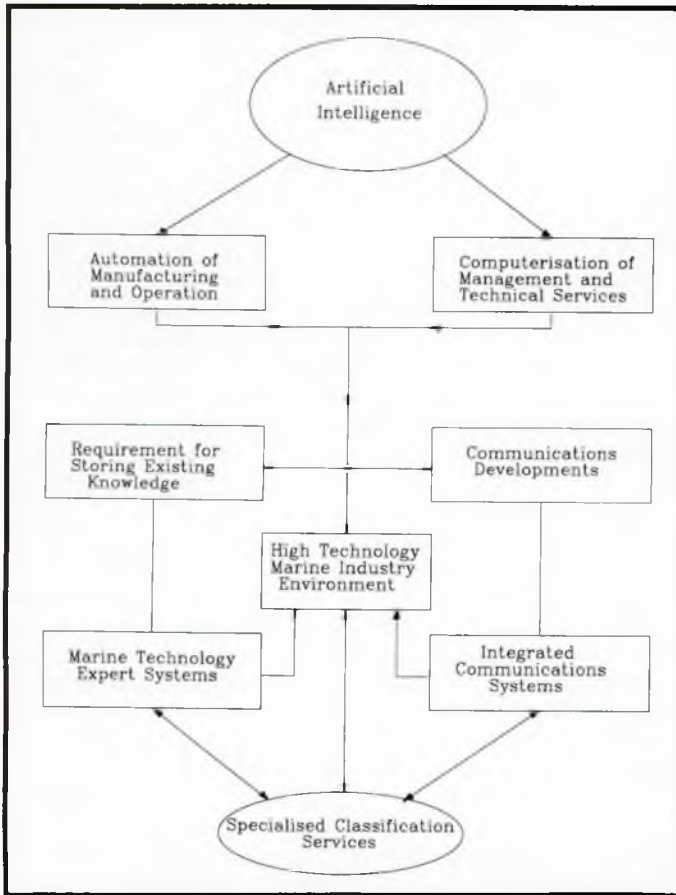 Artificial
Intelligence
Automation of
Manufacturing
and Operation
Computerisation of
Management and
Technical Services
Requirement for
Storing Existing
Knowledge
Communications
Developments
High Technology
Marine Industry
Environment
Marine Technology
Expert Systems
Integrated
Communications
Systems
Specialised Classification
Services